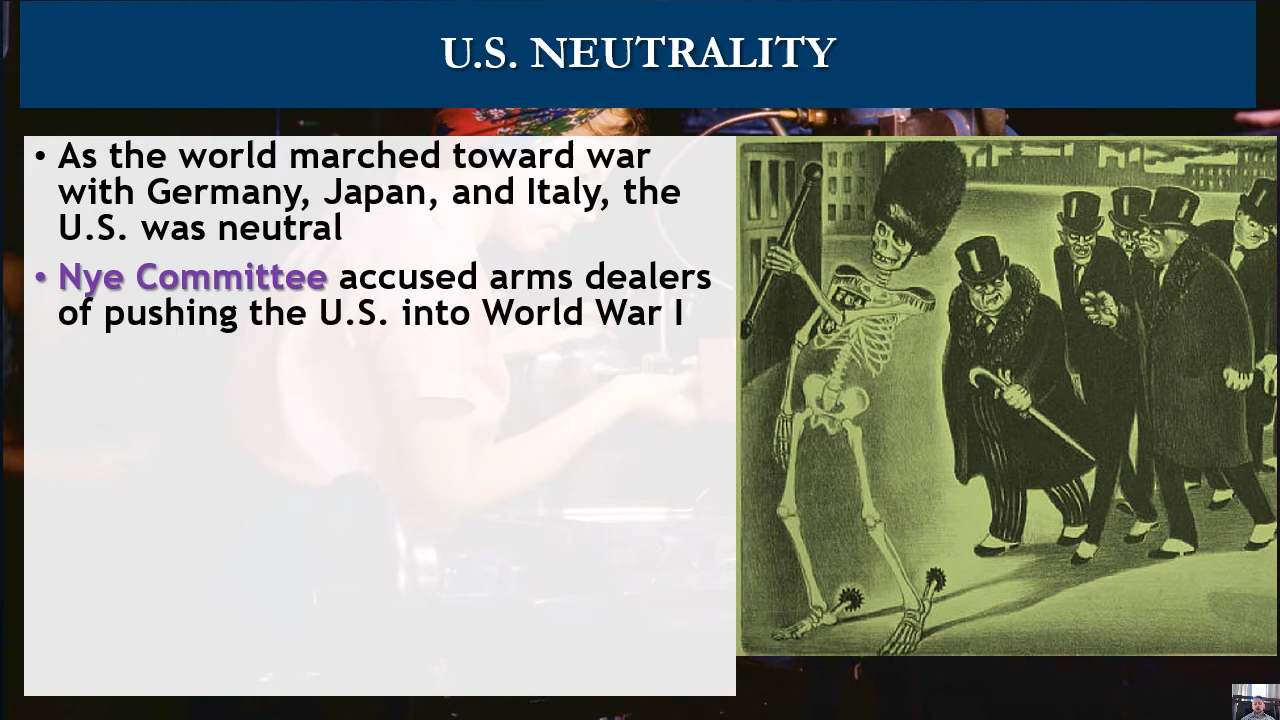 U.S. NEUTRALITY
• As the world marched toward war
with Germany, Japan, and Italy, the
U.S. was neutral
• Nye Committee accused arms dealers
of pushing the U.S. into World War I